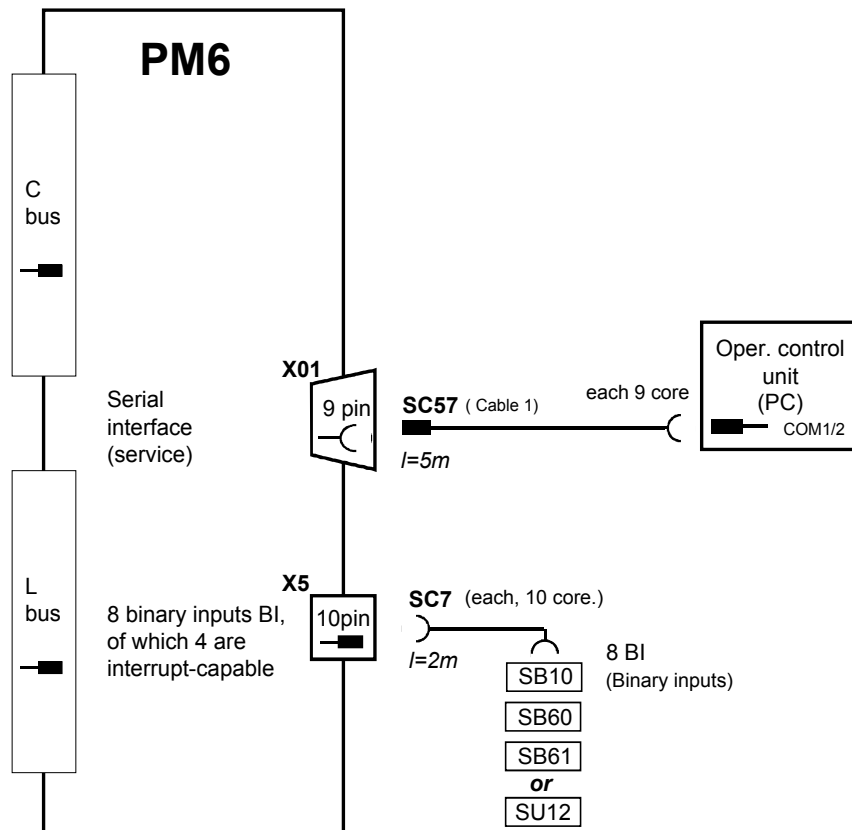 PM6
C
bus
X01
Serial
interface
(service)
9 pin
SC57 ( Cable 1)
l=5m
each 9 core
Oper. control
unit
(PC)
COM1/2
L
bus
X5
8 binary inputs BI,
of which 4 are
interrupt-capable
10pin
SC7 (each, 10 core.)
l=2m
8 BI
(Binary inputs)
SB10
SB60
SB61
or
SU12